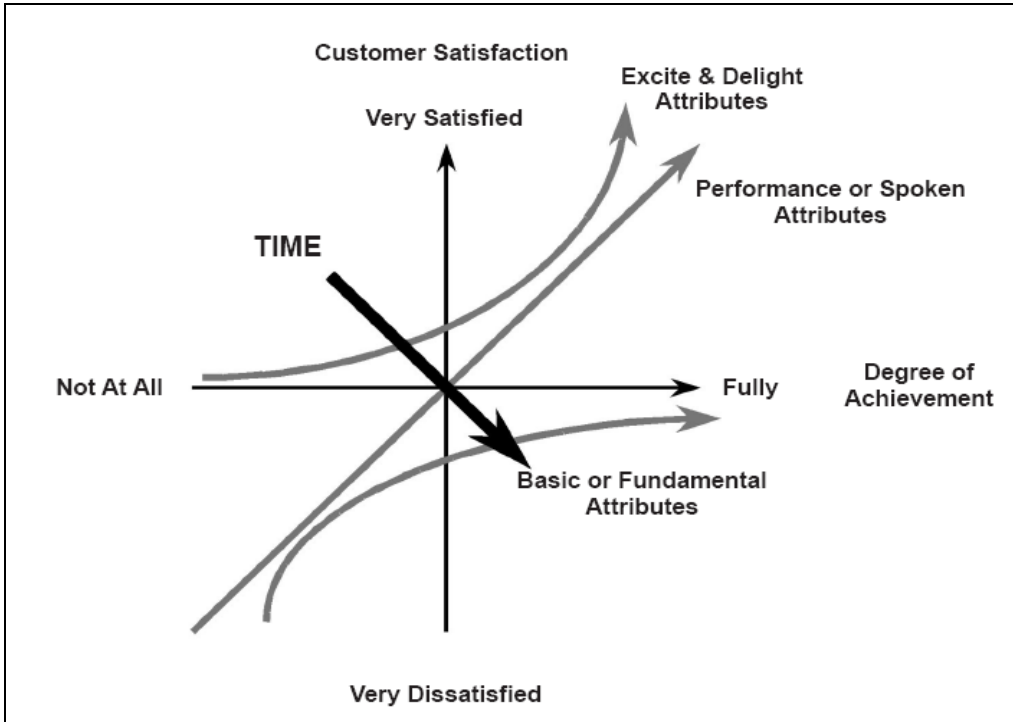 Customer Satisfaction
Excite & Delight
Attributes
Very Satisfied
Performance or Spoken
Attributes
TIME
Not At All
Fully
Degree of
Achievement
Basic or Fundamental
Attributes
Very Dissatisfied